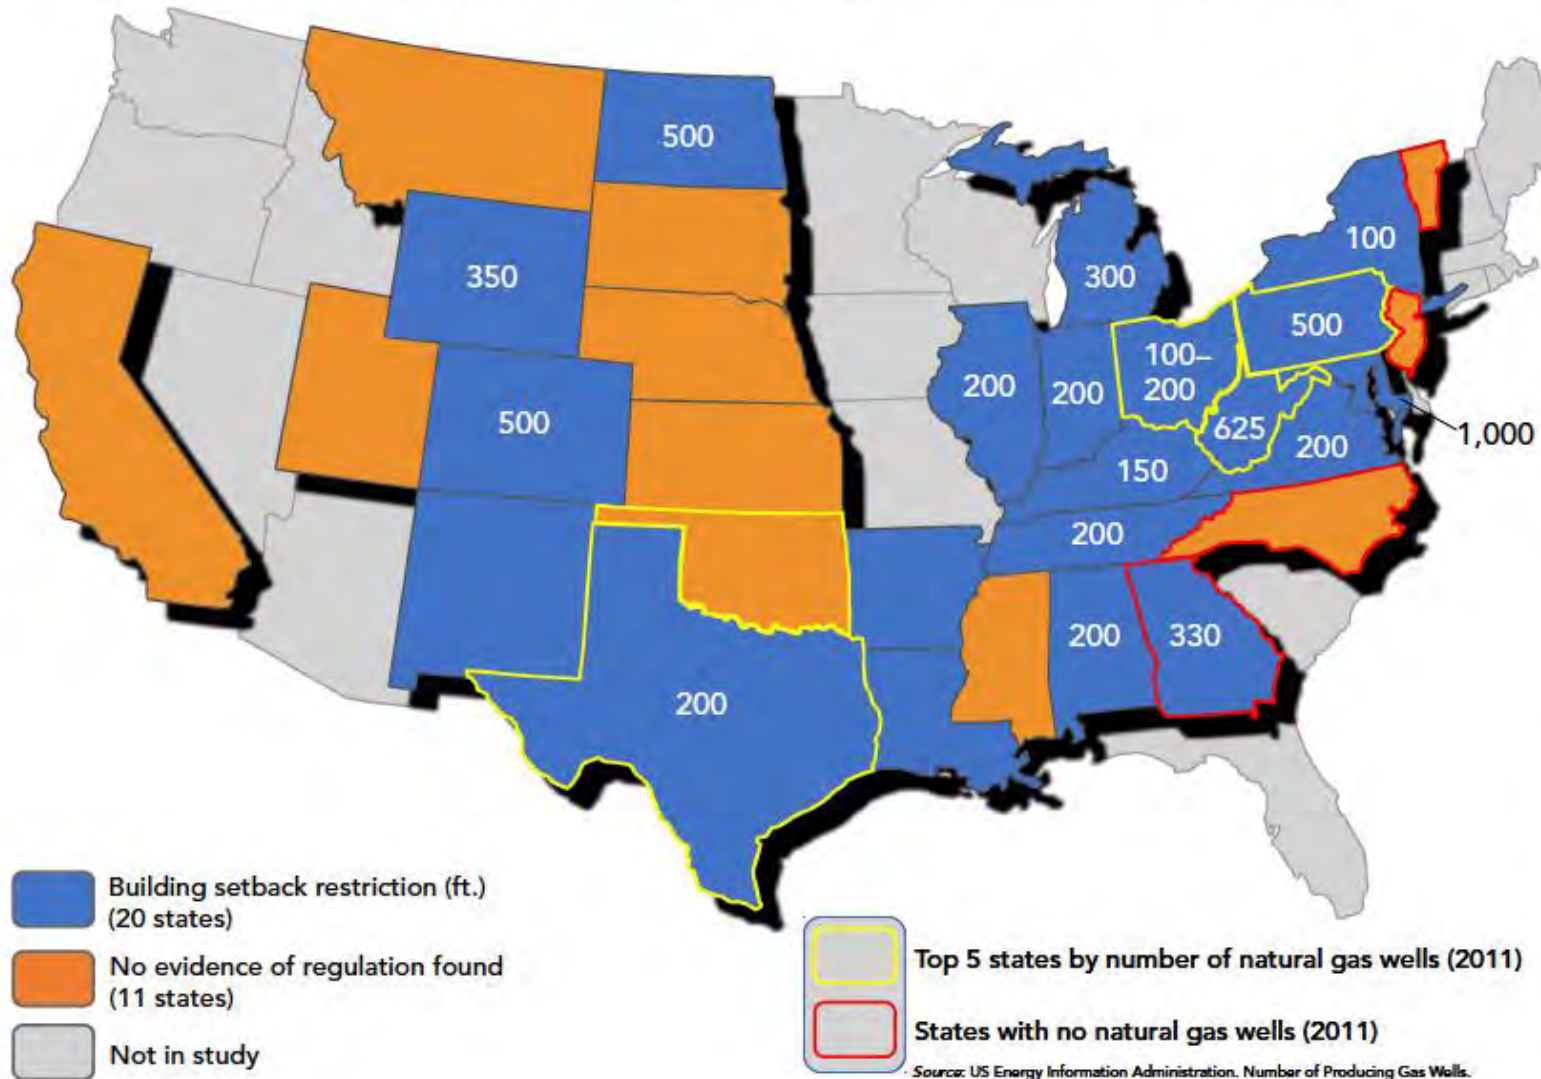 500
100
350
300
500
100–
200
200
200
500
625
1,000
200
150
200
200
330
200
Building setback restriction (ft.)
(20 states)
No evidence of regulation found
(11 states)
Not in study
Top 5 states by number of natural gas wells (2011)
States with no natural gas wells (2011)
Source: US Energy Information Administration. Number of Producing Gas Wells.